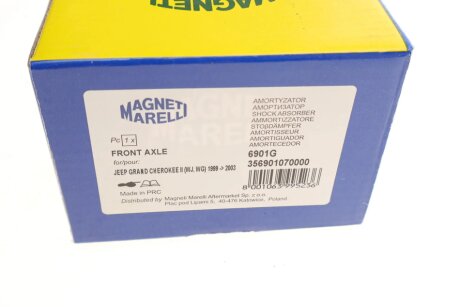 MAGNETI
MAGNETI
MARELLI
Pc 1 x
FRONT AXLE
for/pour:
JEEP GRAND CHEROKEE II (WJ, WG) 1999 -> 2003
Made in PRC
Distributed by Magneti Marelli Aftermarket Sp. z o.o.
Plac pod Lipami 5, 40-476 Katowice, Poland
AMORTYZATOR
АМОРТИЗАТОР
SHOCK ABSORBER
AMMORTIZZATORE
STOßDÄMPFER
AMORTISSEUR
AMORTIGUADOR
AMORTECEDOR
6901G
356901070000
8001063995236